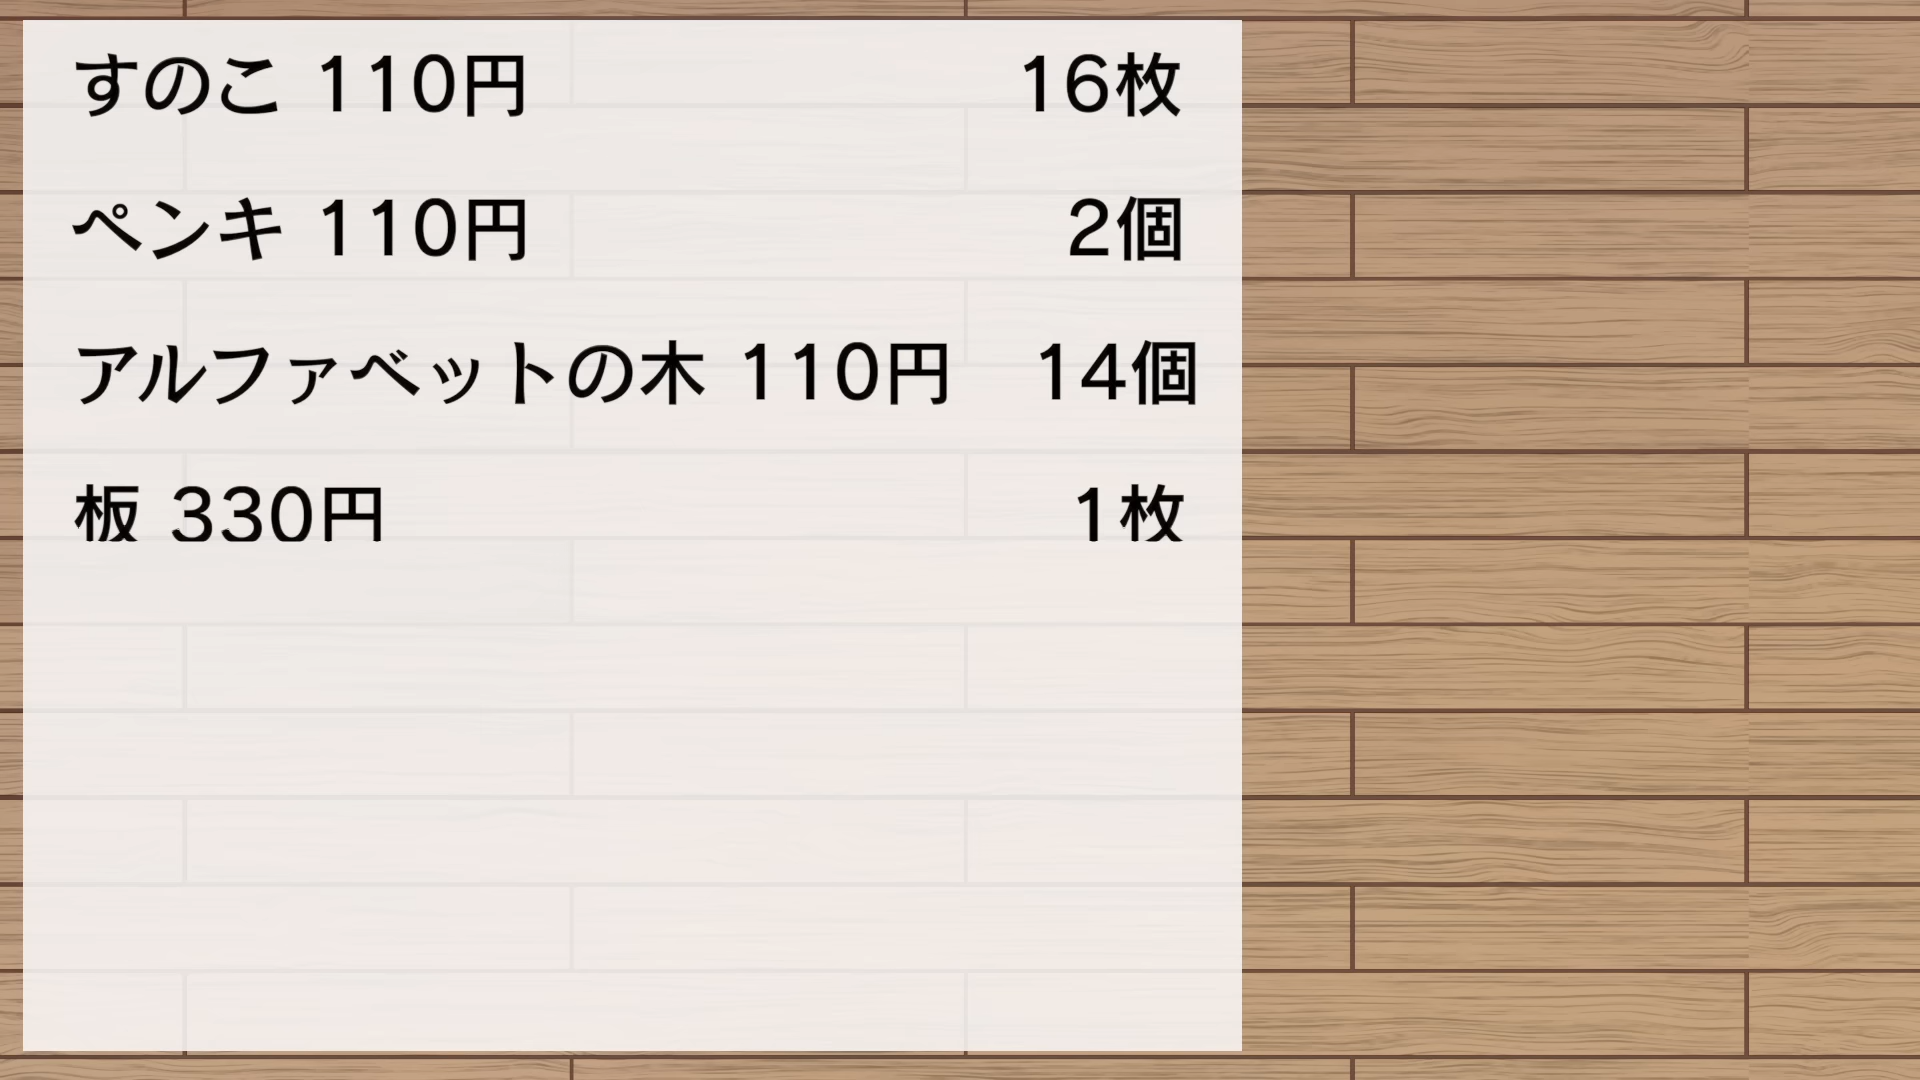 すのこ 110円 16枚
ペンキ 110円 2個
アルファベットの木 110円 14個
板 330円 1枚